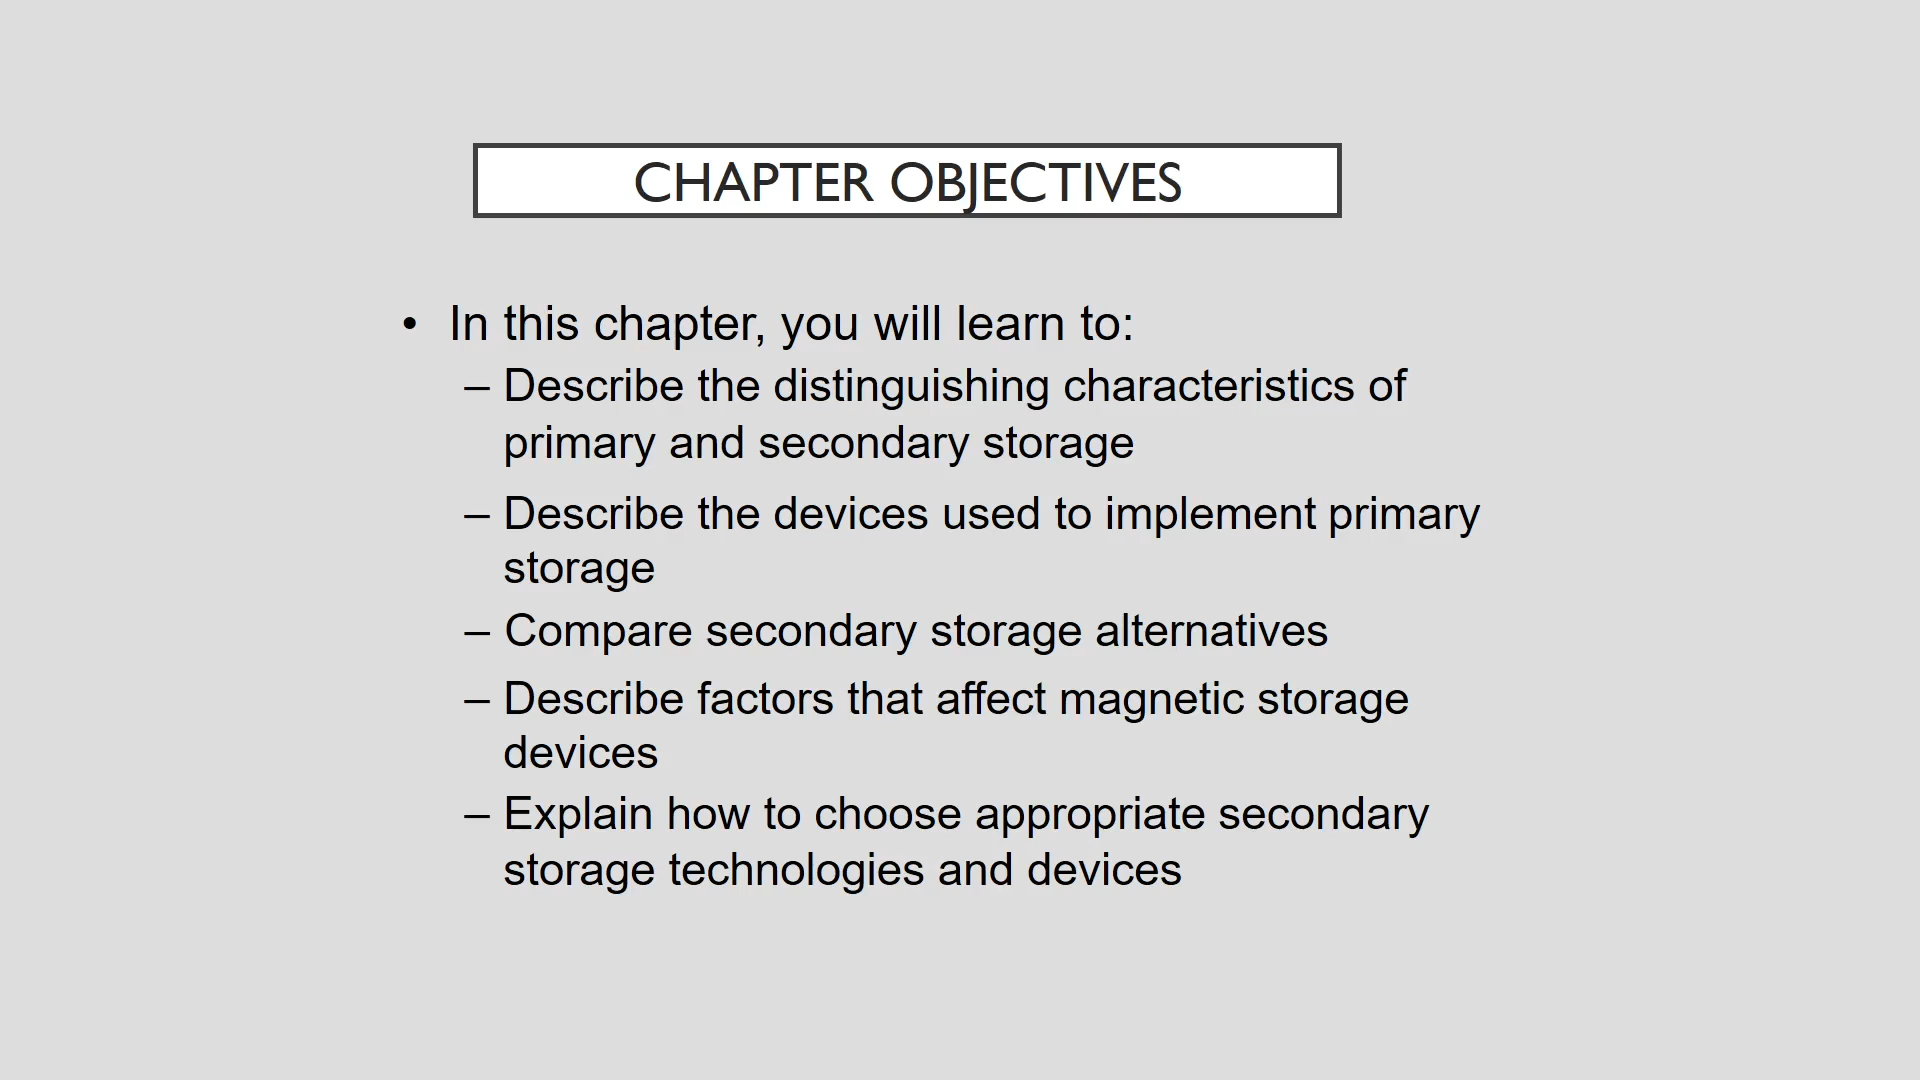 CHAPTER OBJECTIVES
• In this chapter, you will learn to:
– Describe the distinguishing characteristics of
primary and secondary storage
– Describe the devices used to implement primary
storage
– Compare secondary storage alternatives
– Describe factors that affect magnetic storage
devices
– Explain how to choose appropriate secondary
storage technologies and devices